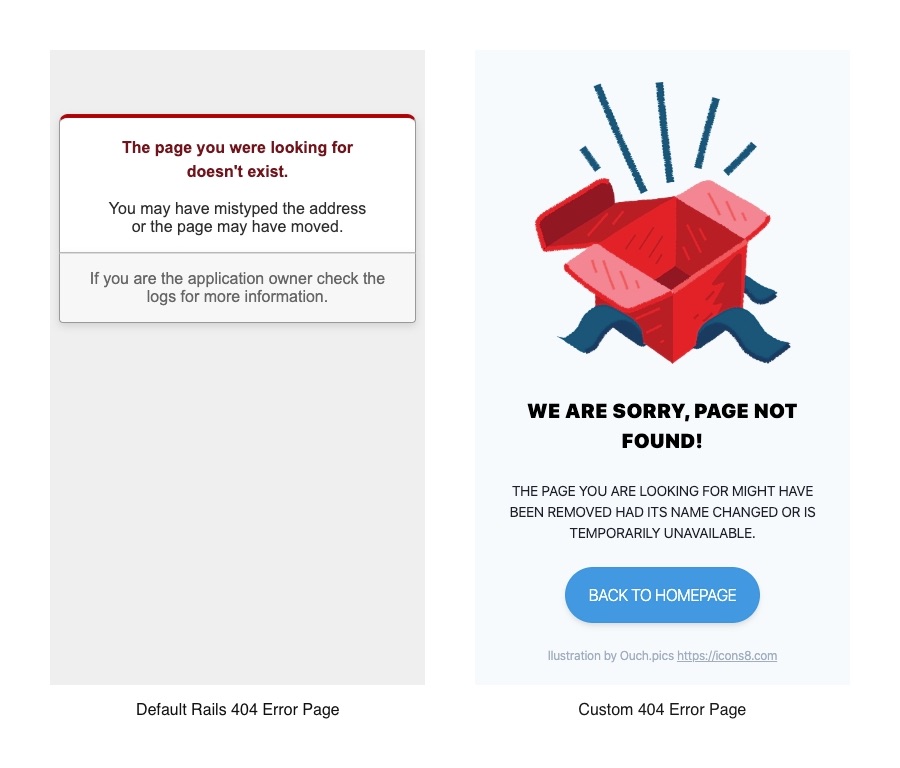 The page you were looking for
doesn't exist.
You may have mistyped the address
or the page may have moved.
If you are the application owner check the
logs for more information.
Default Rails 404 Error Page
WE ARE SORRY, PAGE NOT
FOUND!
THE PAGE YOU ARE LOOKING FOR MIGHT HAVE
BEEN REMOVED HAD ITS NAME CHANGED OR IS
TEMPORARILY UNAVAILABLE.
BACK TO HOMEPAGE
Ilustration by Ouch.pics https://icons8.com
Custom 404 Error Page